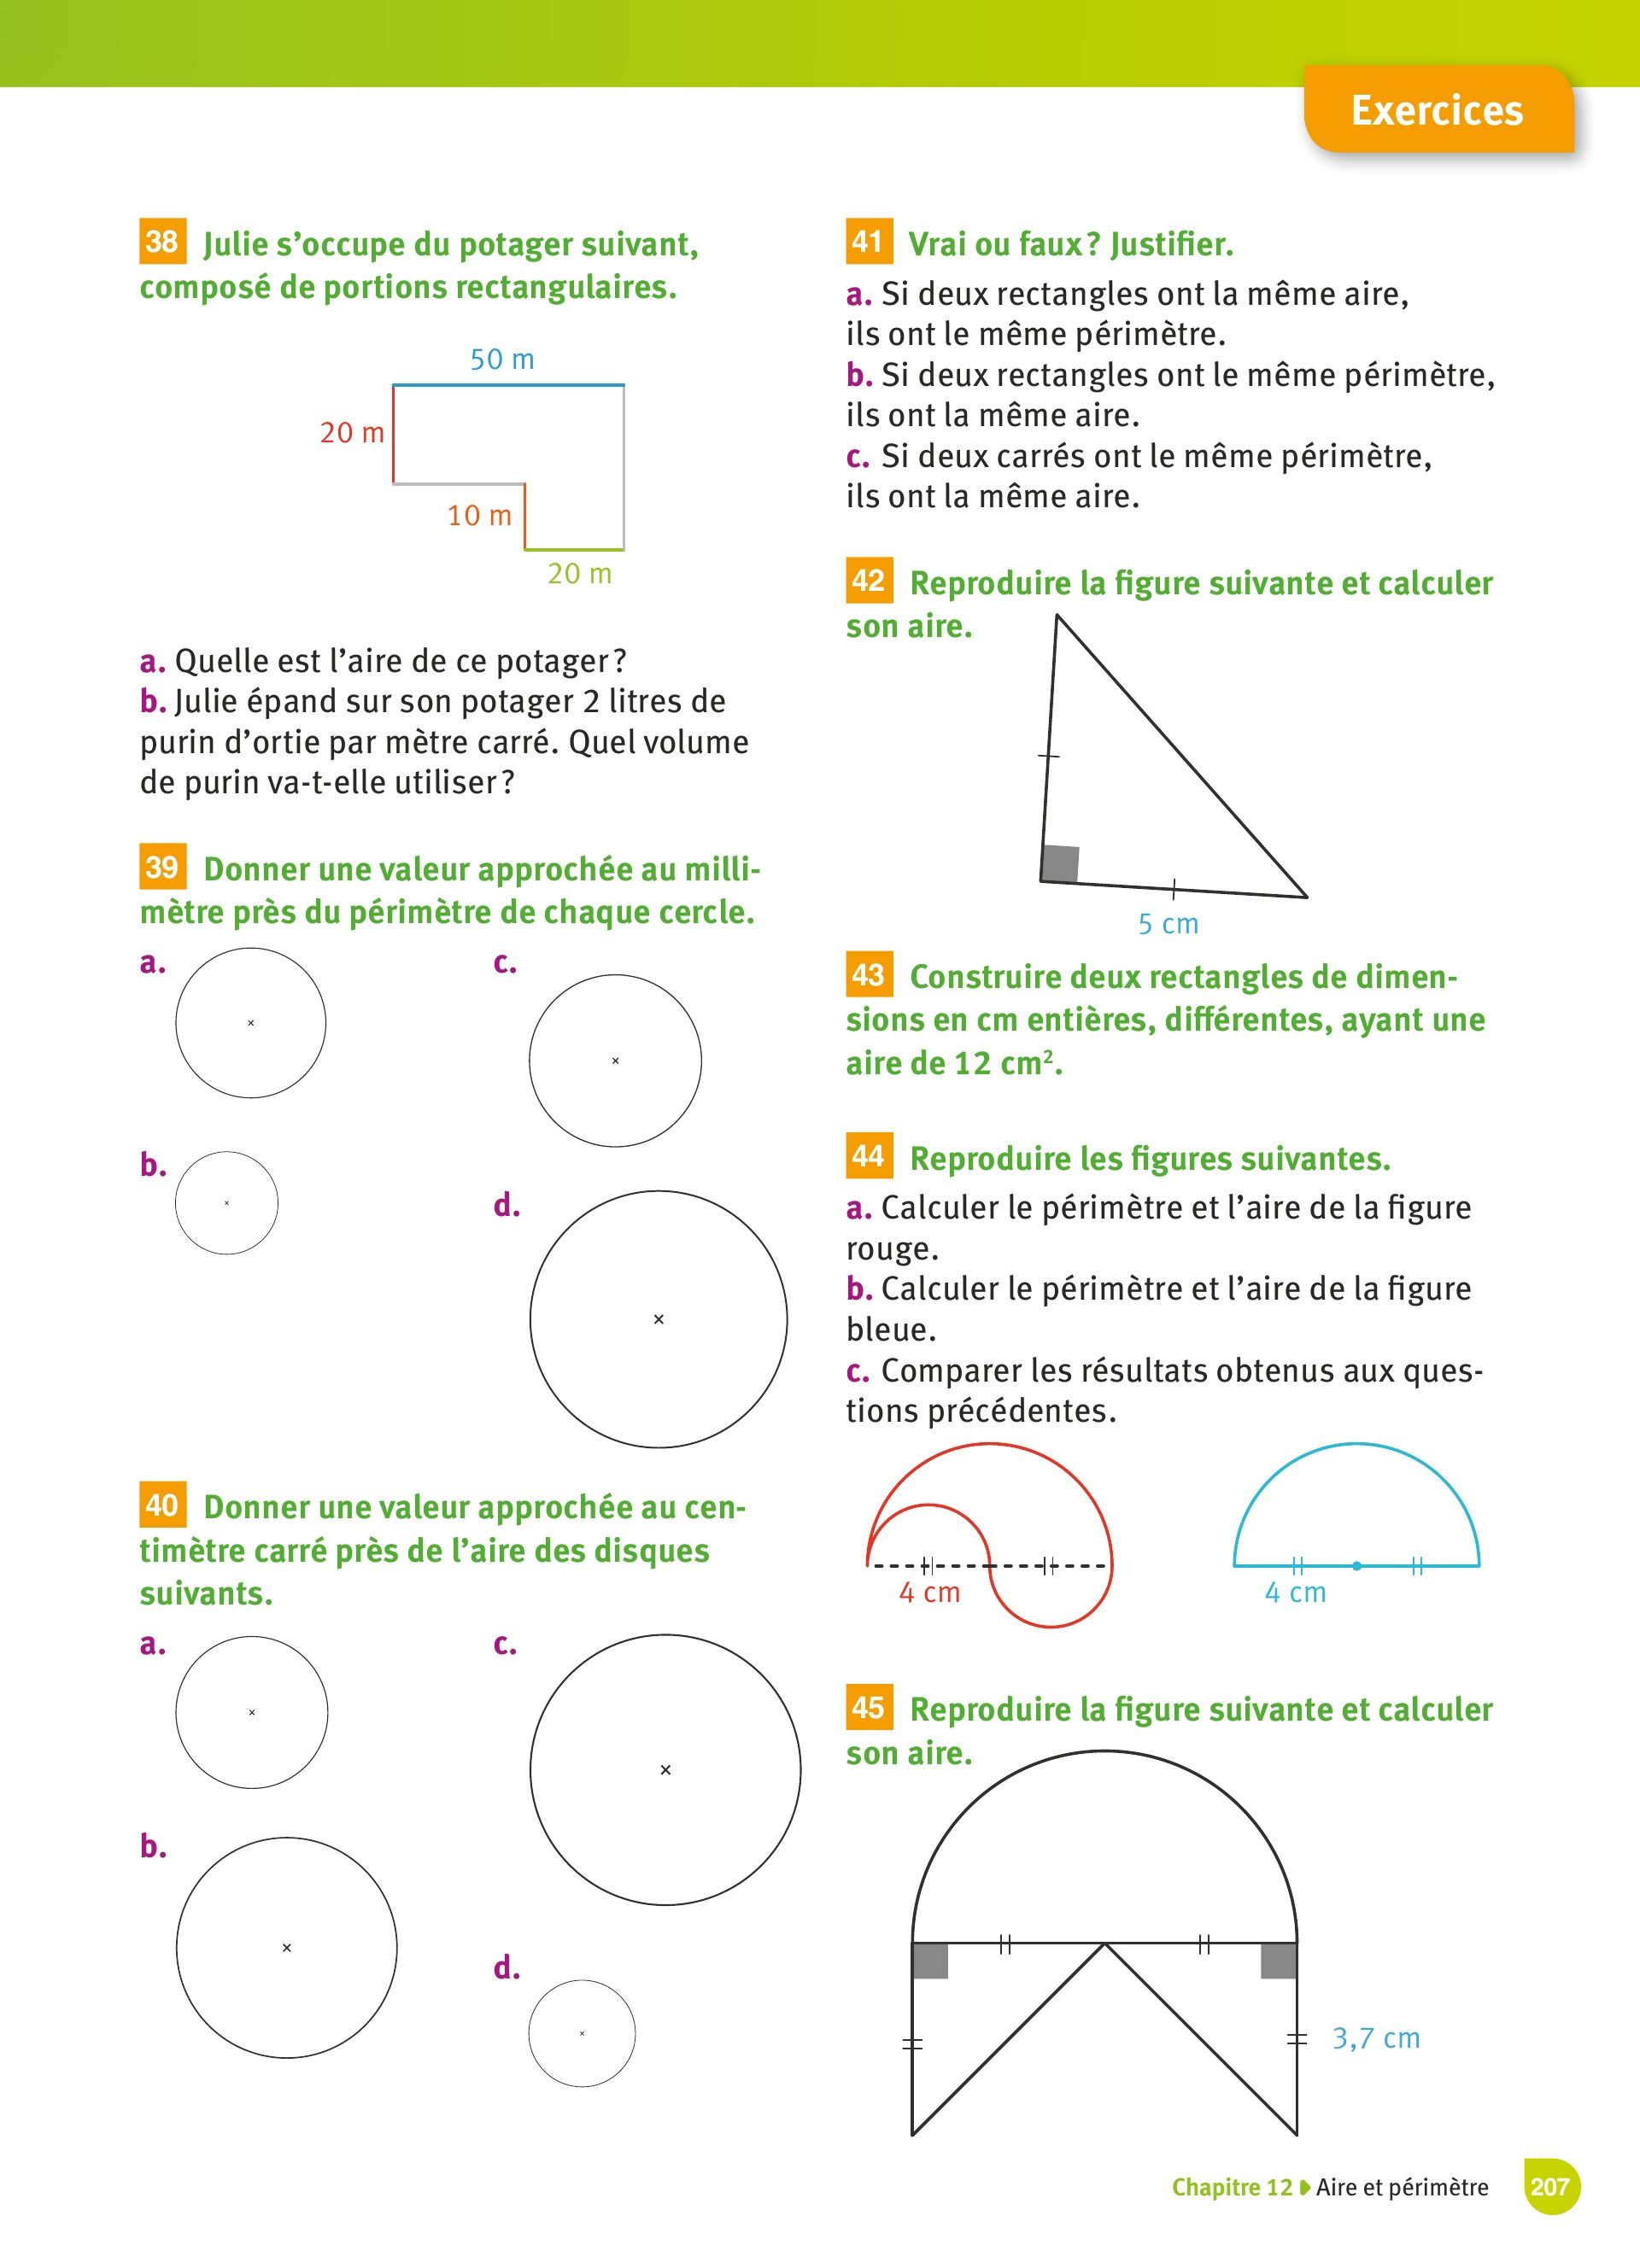 Exercices
38 Julie s’occupe du potager suivant,
composé de portions rectangulaires.
50 m
20 m
10 m
20 m
a. Quelle est l’aire de ce potager ?
b. Julie épand sur son potager 2 litres de
purin d’ortie par mètre carré. Quel volume
de purin va-t-elle utiliser ?
39 Donner une valeur approchée au milli-
mètre près du périmètre de chaque cercle.
a.
c.
b.
d.
40 Donner une valeur approchée au cen-
timètre carré près de l’aire des disques
suivants.
a.
c.
b.
d.
41 Vrai ou faux ? Justifier.
a. Si deux rectangles ont la même aire,
ils ont le même périmètre.
b. Si deux rectangles ont le même périmètre,
ils ont la même aire.
c. Si deux carrés ont le même périmètre,
ils ont la même aire.
42 Reproduire la figure suivante et calculer
son aire.
5 cm
43 Construire deux rectangles de dimen-
sions en cm entières, différentes, ayant une
aire de 12 cm².
44 Reproduire les figures suivantes.
a. Calculer le périmètre et l’aire de la figure
rouge.
b. Calculer le périmètre et l’aire de la figure
bleue.
c. Comparer les résultats obtenus aux ques-
tions précédentes.
4 cm
4 cm
45 Reproduire la figure suivante et calculer
son aire.
3,7 cm
Chapitre 12 Aire et périmètre 207